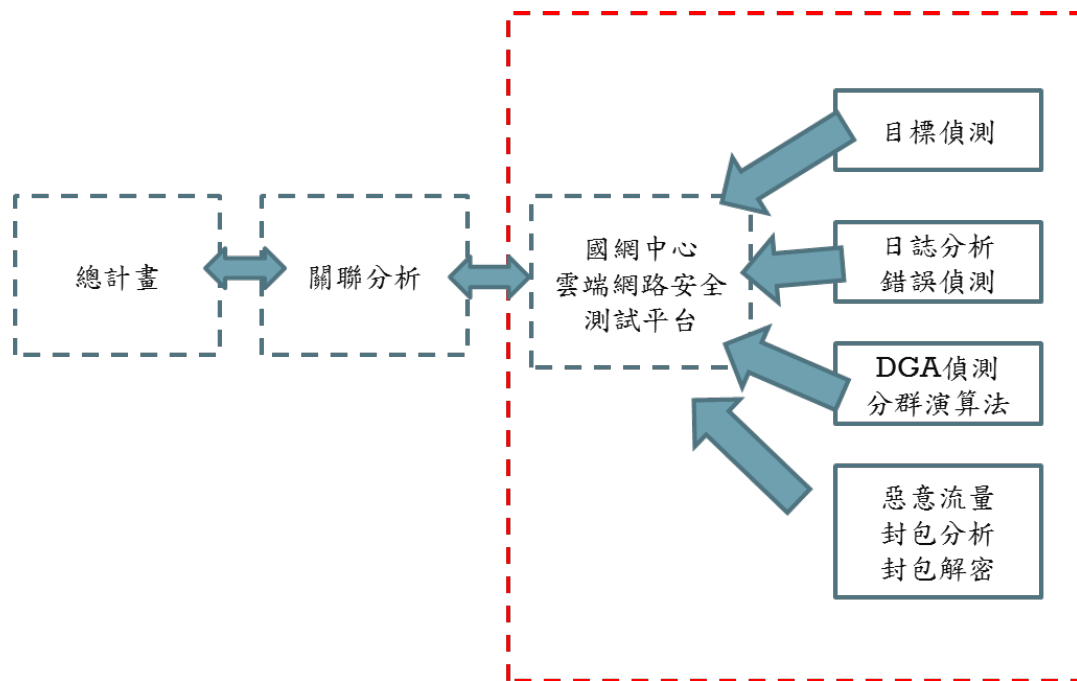 總計畫
關聯分析
國網中心
雲端網路安全
測試平台
目標偵測
日誌分析
錯誤偵測
DGA偵測
分群演算法
惡意流量
封包分析
封包解密